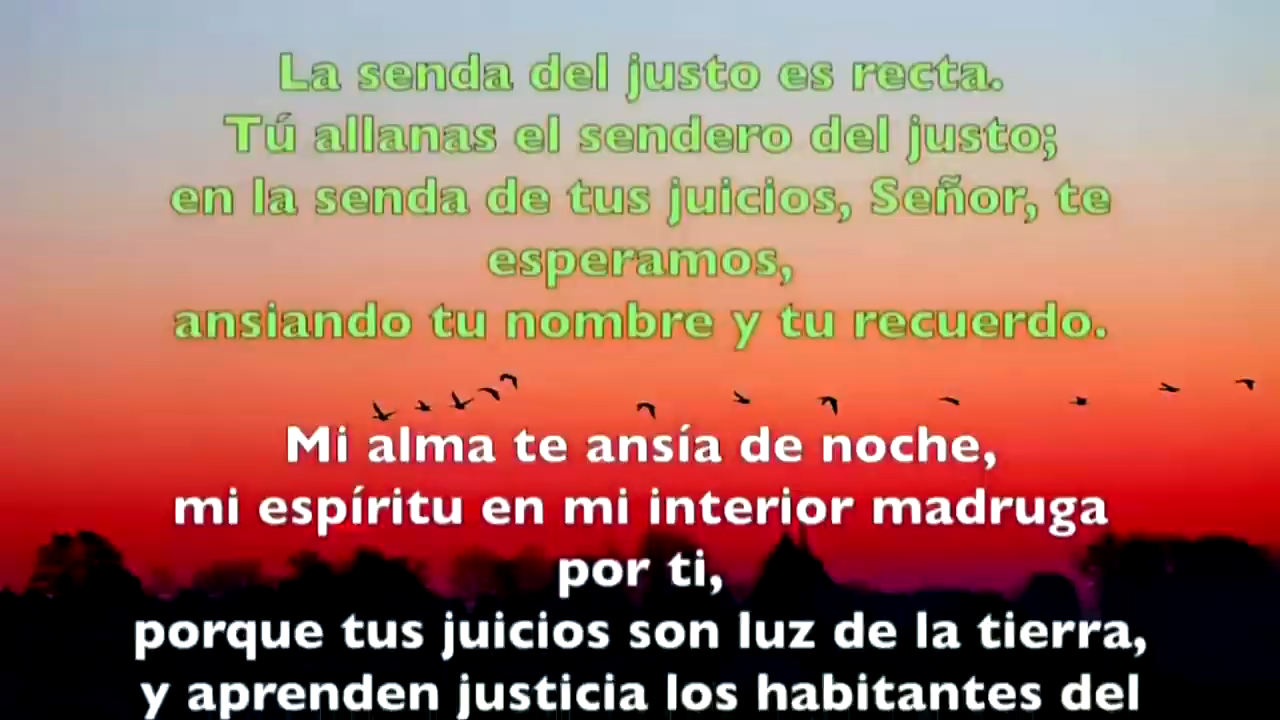 La senda del justo es recta.
Tú allanas el sendero del justo;
en la senda de tus juicios, Señor, te
esperamos,
ansiando tu nombre y tu recuerdo.
Mi alma te ansía de noche,
mi espíritu en mi interior madruga
por ti,
porque tus juicios son luz de la tierra,
y aprenden justicia los habitantes del